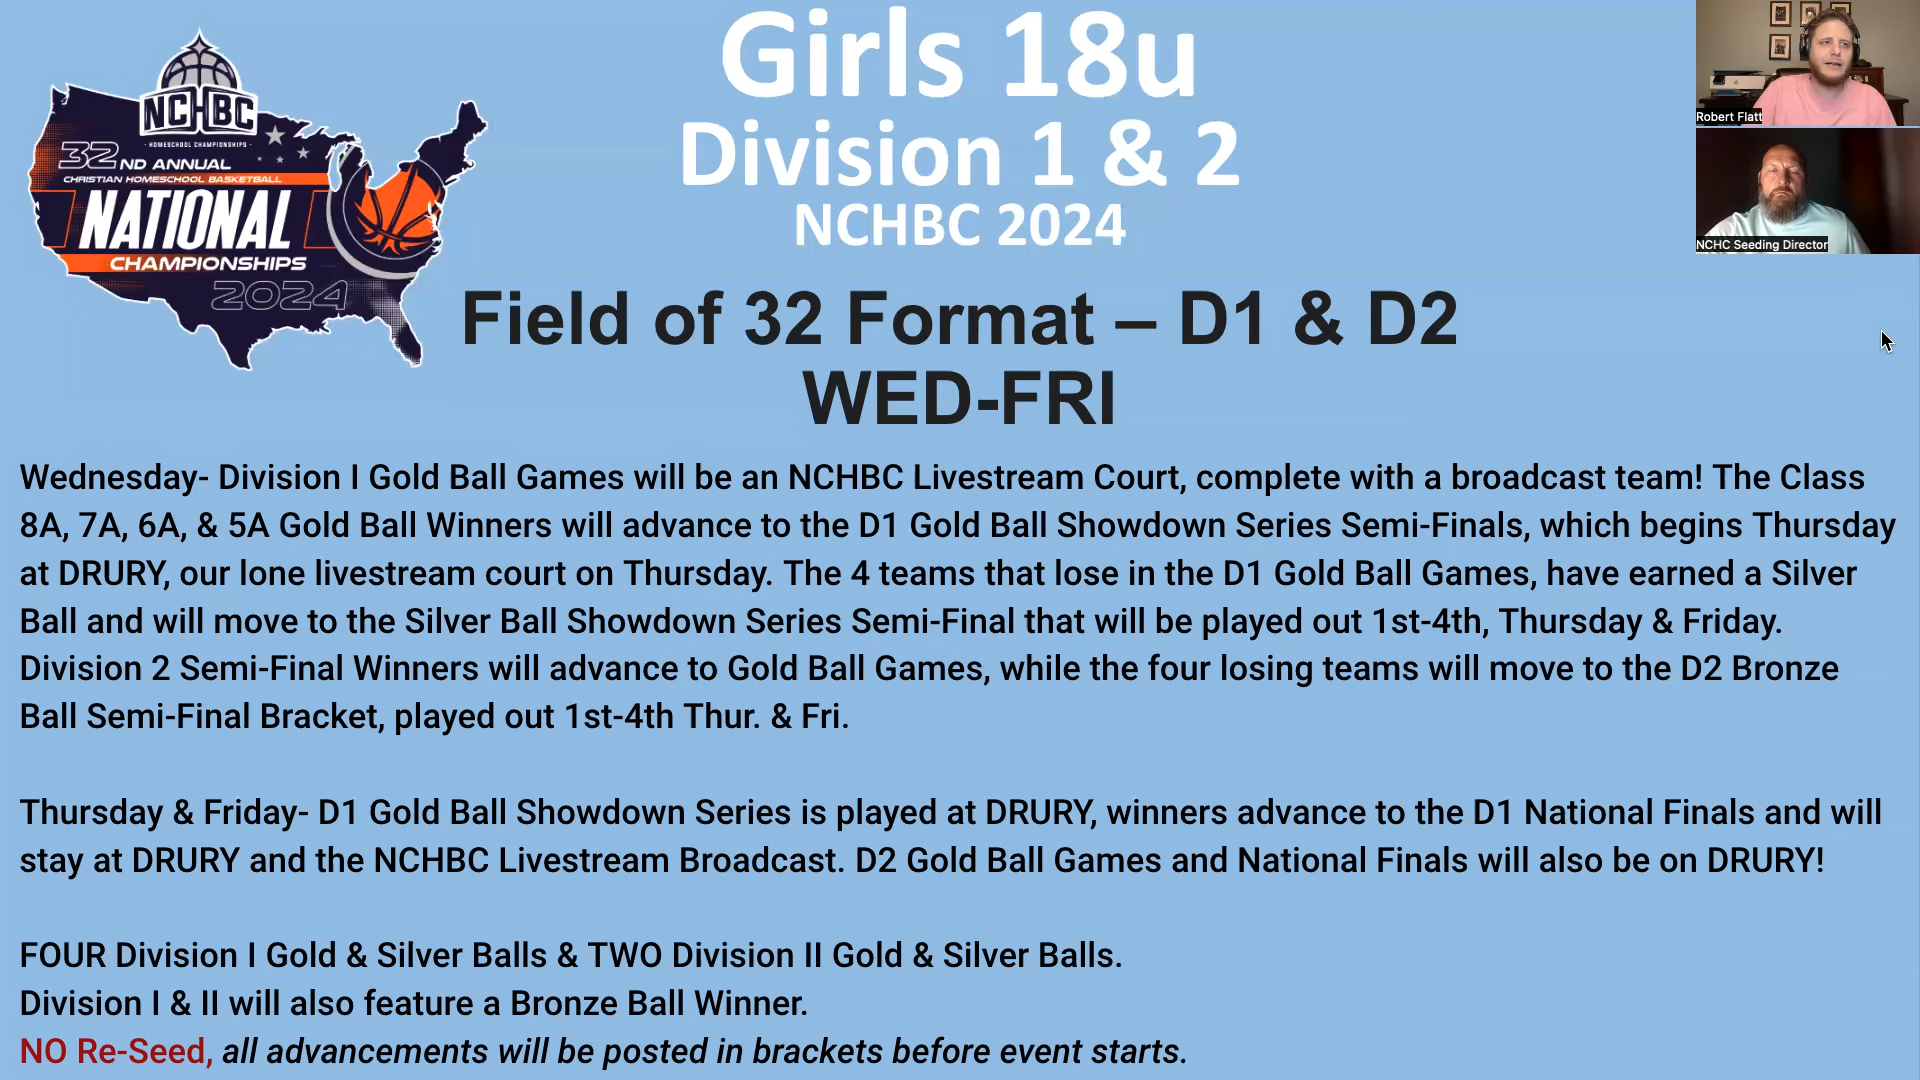 Girls 18u
Division 1 & 2
NCHBC 2024
NCHBC
- HOMESCHOOL CHAMPIONSHIPS -
32ND ANNUAL
CHRISTIAN HOMESCHOOL BASKETBALL
NATIONAL
CHAMPIONSHIPS
2024
Robert Flatt
NCHC Seeding Director
Field of 32 Format – D1 & D2
WED-FRI
Wednesday- Division I Gold Ball Games will be an NCHBC Livestream Court, complete with a broadcast team! The Class
8A, 7A, 6A, & 5A Gold Ball Winners will advance to the D1 Gold Ball Showdown Series Semi-Finals, which begins Thursday
at DRURY, our lone livestream court on Thursday. The 4 teams that lose in the D1 Gold Ball Games, have earned a Silver
Ball and will move to the Silver Ball Showdown Series Semi-Final that will be played out 1st-4th, Thursday & Friday.
Division 2 Semi-Final Winners will advance to Gold Ball Games, while the four losing teams will move to the D2 Bronze
Ball Semi-Final Bracket, played out 1st-4th Thur. & Fri.
Thursday & Friday- D1 Gold Ball Showdown Series is played at DRURY, winners advance to the D1 National Finals and will
stay at DRURY and the NCHBC Livestream Broadcast. D2 Gold Ball Games and National Finals will also be on DRURY!
FOUR Division I Gold & Silver Balls & TWO Division II Gold & Silver Balls.
Division I & II will also feature a Bronze Ball Winner.
NO Re-Seed, all advancements will be posted in brackets before event starts.